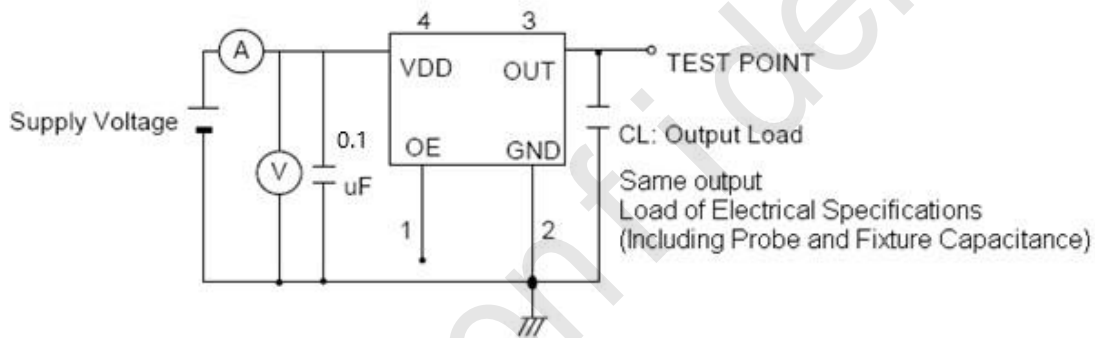 4 3
A
VDD OUT
TEST POINT
Supply Voltage
0.1
uF
V
OE GND
CL: Output Load
Same output
Load of Electrical Specifications
(Including Probe and Fixture Capacitance)
1 2
onfide